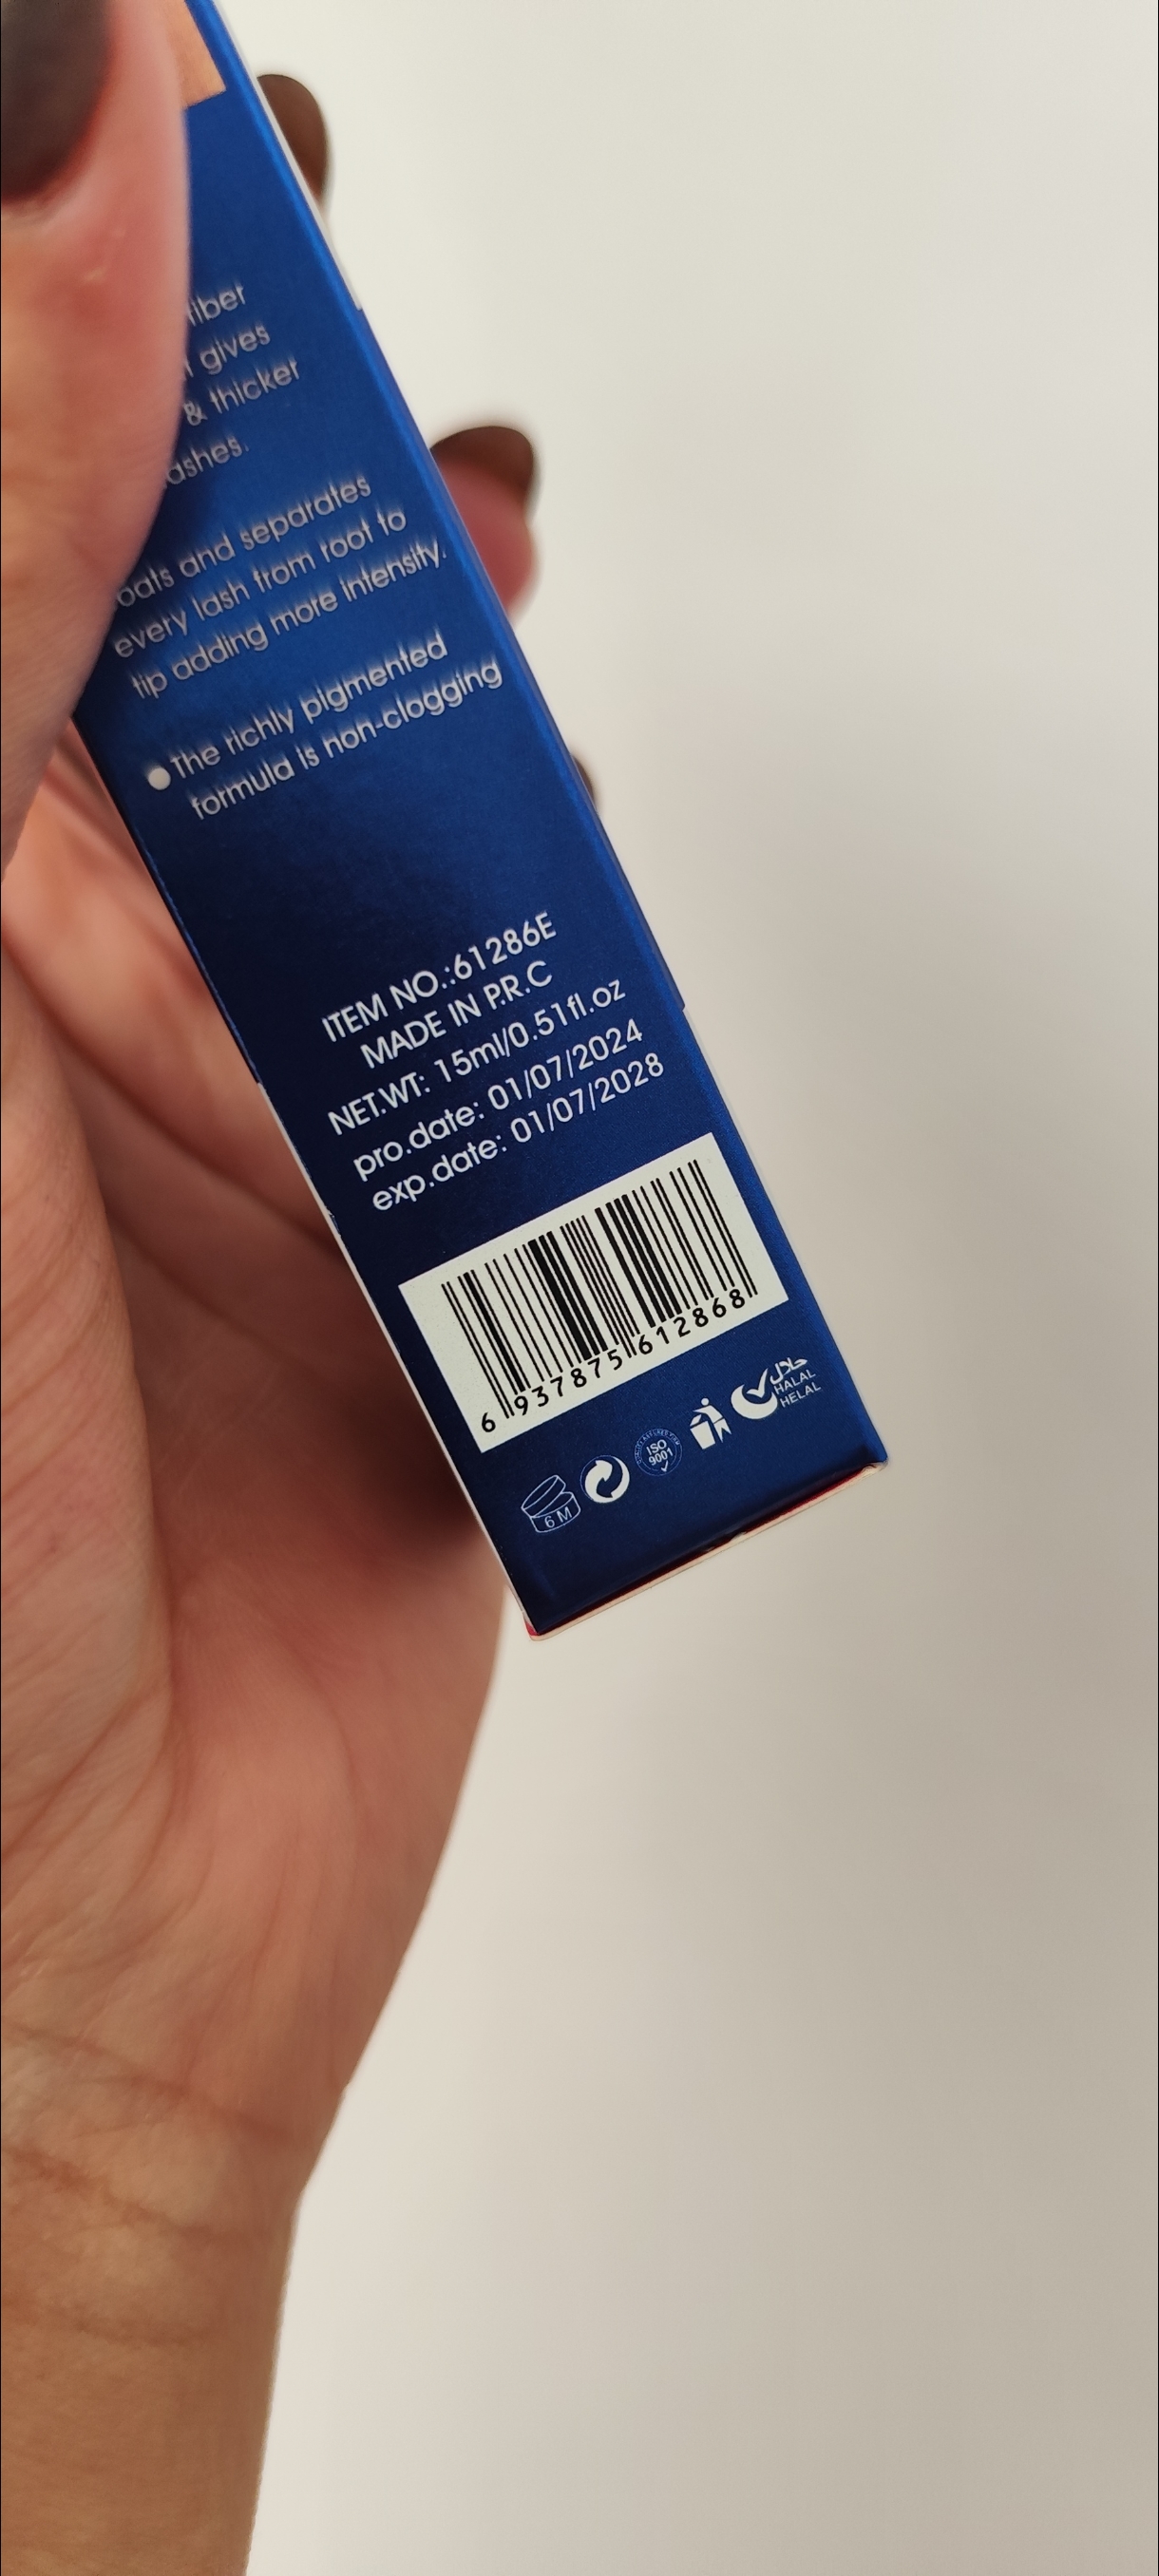 gives
& thicker
and separates
every lash from root to
tip adding more intensity.
The richly pigmented
formula is non-clogging
ITEM NO.:61286E
MADE IN P.R.C
NET.WT: 15ml/0.51fl.oz
pro.date: 01/07/2024
exp.date: 01/07/2028
6 937875 612868
6 M
ISO
9001
حلال
HALAL
HELAL